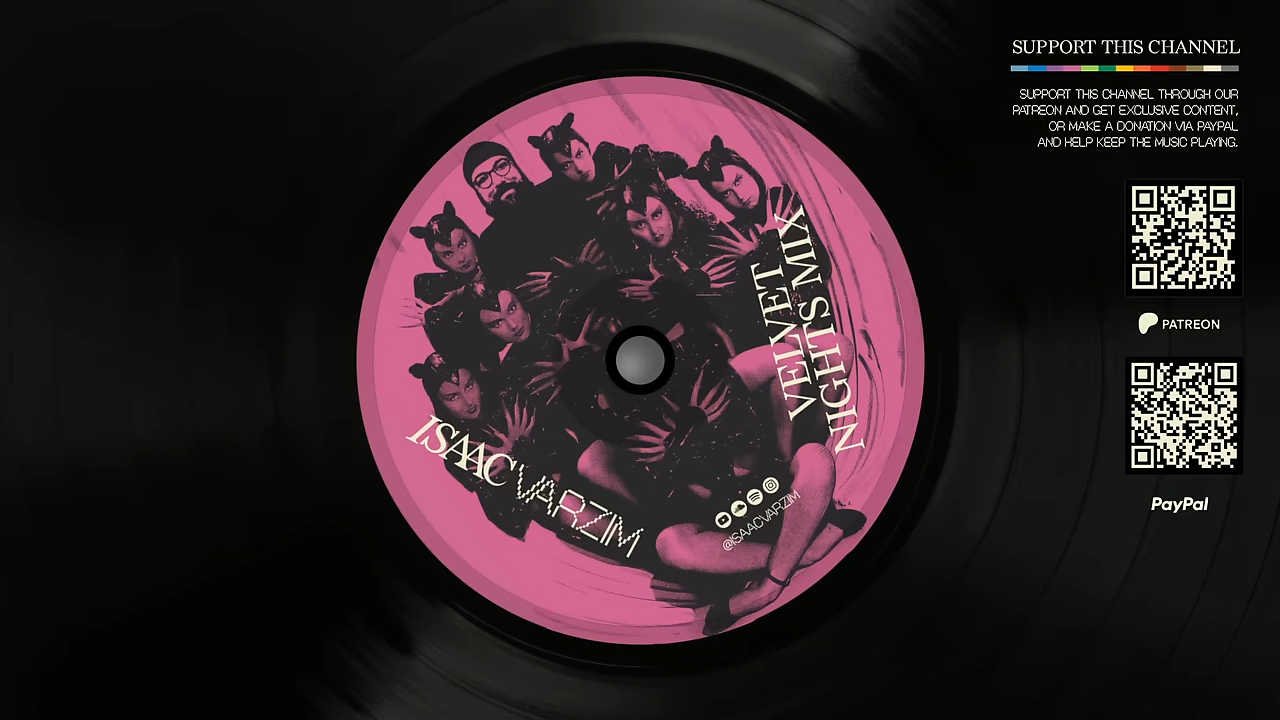 SUPPORT THIS CHANNEL
SUPPORT THIS CHANNEL THROUGH OUR
PATREON AND GET EXCLUSIVE CONTENT,
OR MAKE A DONATION VIA PAYPAL
AND HELP KEEP THE MUSIC PLAYING.
PATREON
PayPal
VELVET
NIGHTS MIX
ISAAC VARZIM
@ISAACVARZIM